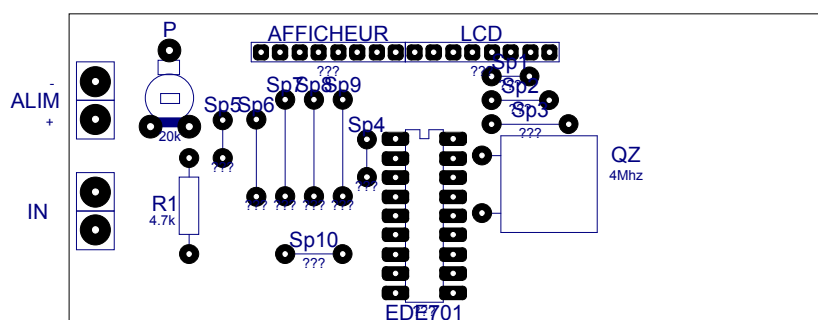 P
AFFICHEUR LCD
???
???
-
ALIM
+
20k
Sp1
???
Sp2
???
Sp3
???
Sp7 Sp8 Sp9
Sp5 Sp6
Sp4
???
???
??? ??? ??? ???
QZ
4Mhz
IN
R1
4.7k
Sp10
???
???
EDE701